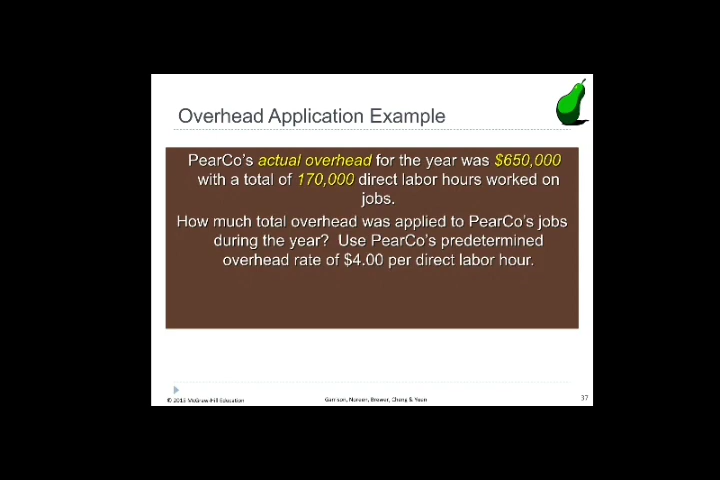 Overhead Application Example
PearCo's actual overhead for the year was $650,000
with a total of 170,000 direct labor hours worked on
jobs.
How much total overhead was applied to PearCo's jobs
during the year? Use PearCo's predetermined
overhead rate of $4.00 per direct labor hour.
© 2015 McGraw-Hill Education
Garrison, Noreen, Brewer, Cheng & Yuen
37